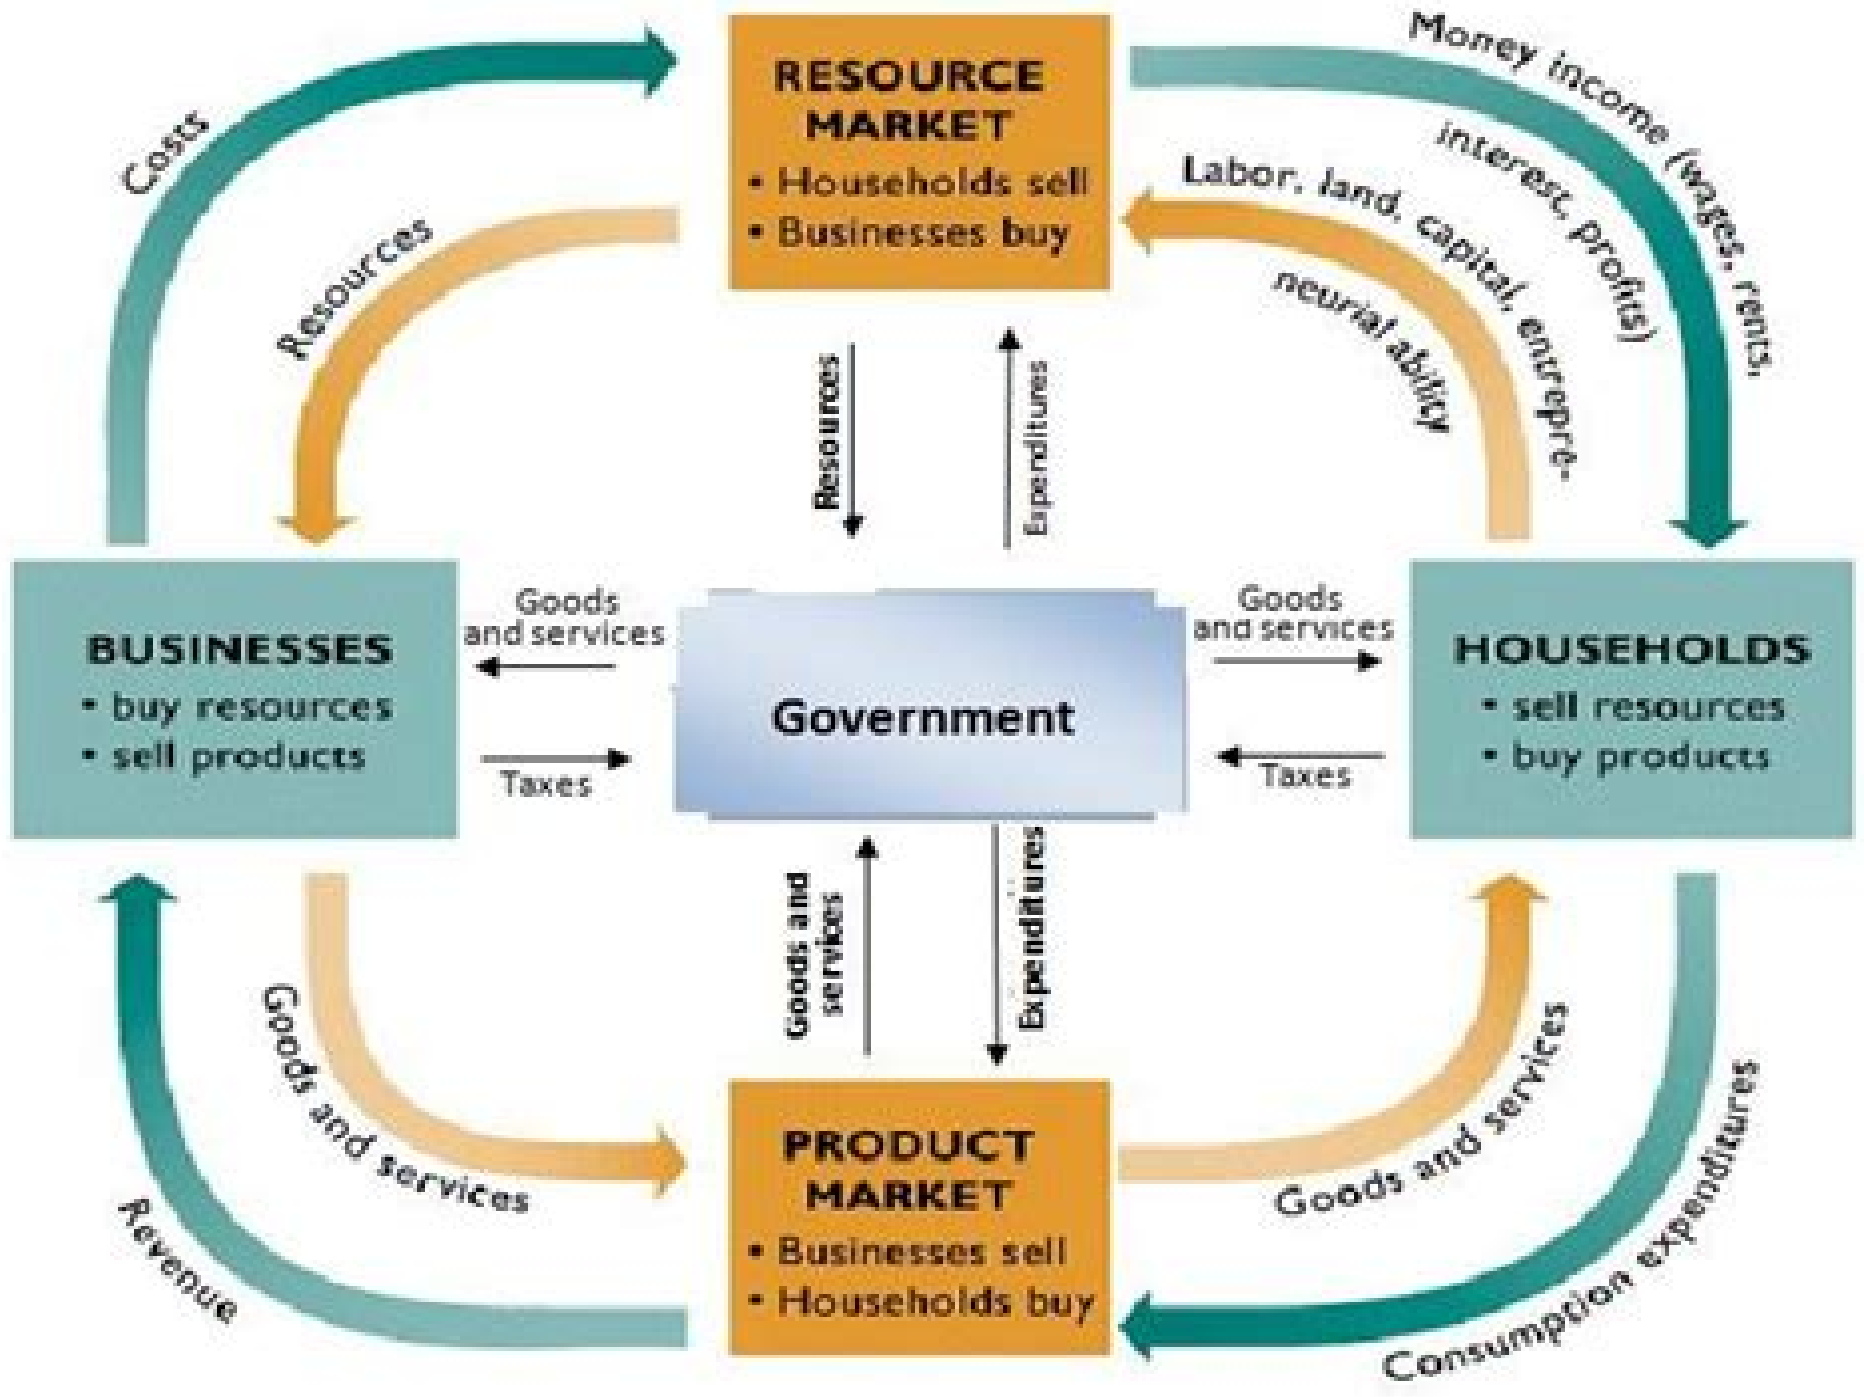 RESOURCE
MARKET
• Households sell
• Businesses buy
Costs
Resources
Money income (wages, rents,
interest, profits)
Labor, land, capital, entrepre-
neurial ability
Resources
Expenditures
BUSINESSES
• buy resources
• sell products
Goods
and services
Taxes
Government
Goods
and services
Taxes
HOUSEHOLDS
• sell resources
• buy products
Goods and
services
Expenditures
Goods and services
Revenue
PRODUCT
MARKET
• Businesses sell
• Households buy
Goods and services
Consumption expenditures